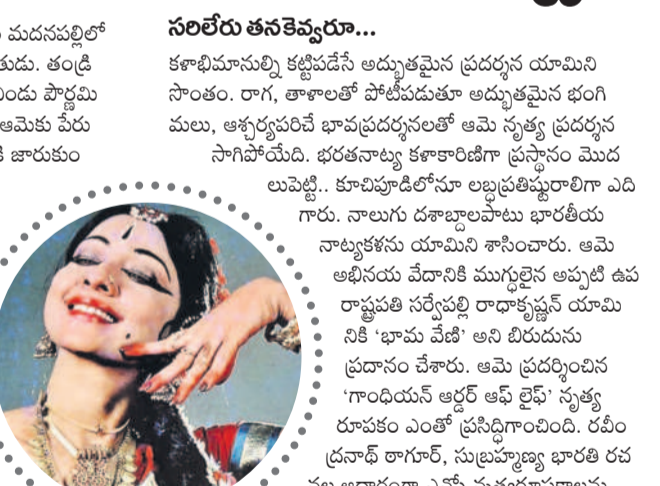 మదనపల్లిలో
తుడు. తండ్రి
పిండు పౌర్ణమి
ఆమెకు పేరు
జారుకుం
సరిలేరు తనకెవ్వరూ...
కళాభిమానుల్ని కట్టిపడేసే అద్భుతమైన ప్రదర్శన యామిని
సొంతం. రాగ, తాళాలతో పోటీపడుతూ అద్భుతమైన భంగి
మలు, ఆశ్చర్యపరిచే భావప్రదర్శనలతో ఆమె నృత్య ప్రదర్శన
సాగిపోయేది. భరతనాట్య కళాకారిణిగా ప్రస్థానం మొద
లుపెట్టి.. కూచిపూడిలోనూ లబ్ధప్రతిష్టురాలిగా ఎది
గారు. నాలుగు దశాబ్దాలపాటు భారతీయ
నాట్యకళను యామిని శాసించారు. ఆమె
అభినయ వేదానికి ముగ్ధులైన అప్పటి ఉప
రాష్ట్రపతి సర్వేపల్లి రాధాకృష్ణన్ యామి
నికి ‘భామ వేణి’ అని బిరుదును
ప్రదానం చేశారు. ఆమె ప్రదర్శించిన
‘గాంధియన్ ఆర్డర్ ఆఫ్ లైఫ్’ నృత్య
రూపకం ఎంతో ప్రసిద్ధిగాంచింది. రవీం
ద్రనాథ్ ఠాగూర్, సుబ్రహ్మణ్య భారతి రచ